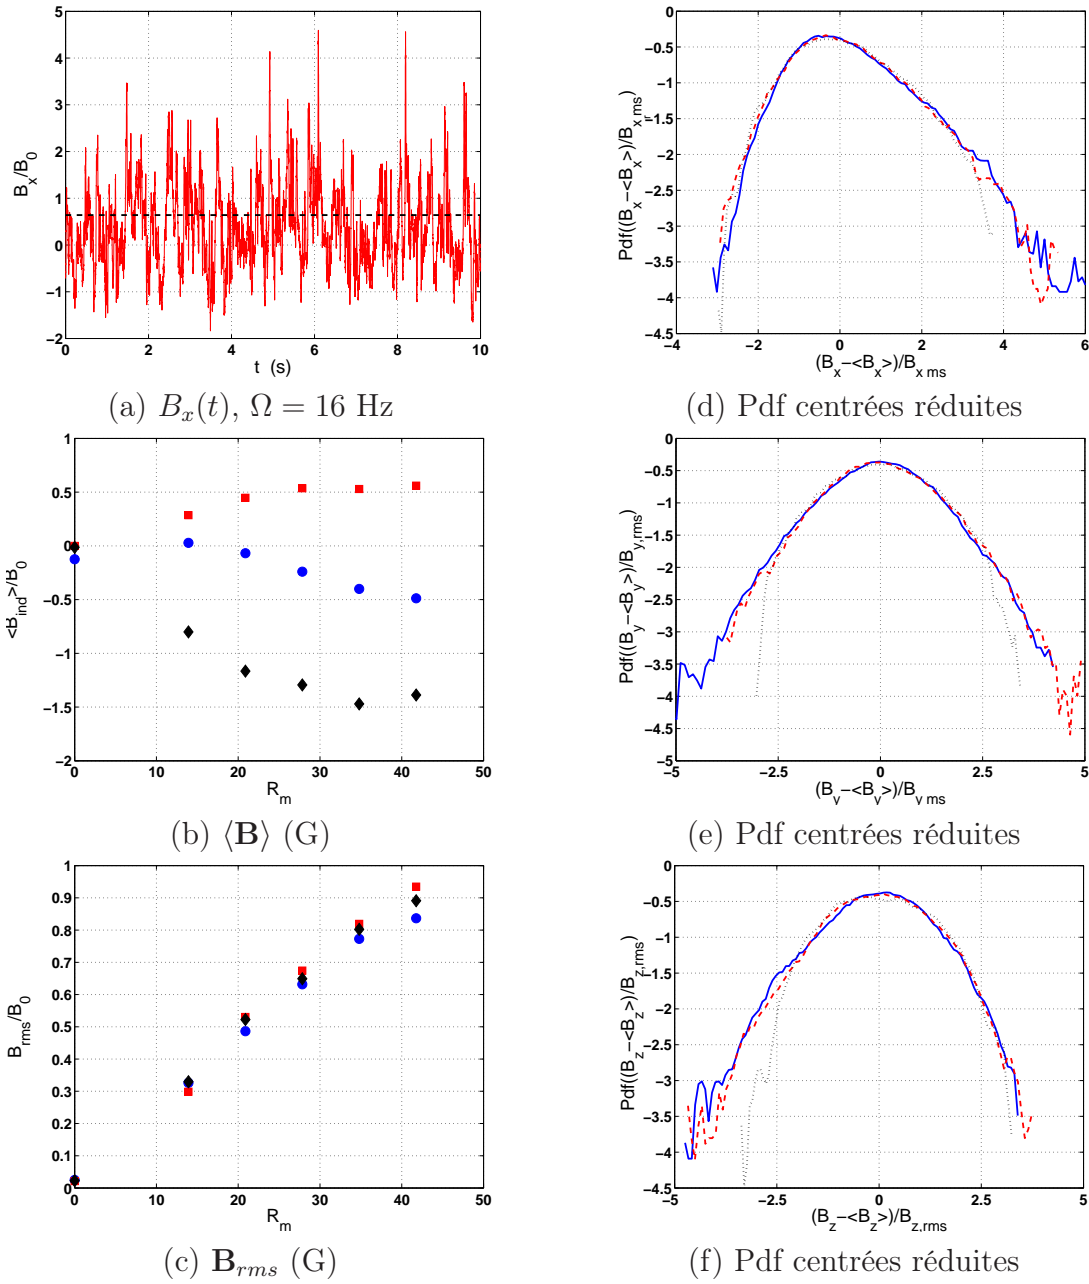 5
4
3
2
1
0
−1
−2
B_x/B_0
0 2 4 6 8 10
t (s)
(a) B_x(t), Ω = 16 Hz
1
0.5
0
−0.5
−1
−1.5
−2
<B_ind>/B_0
0 10 20 30 40 50
R_m
(b) ⟨B⟩ (G)
1
0.9
0.8
0.7
0.6
0.5
0.4
0.3
0.2
0.1
0
B_rms/B_0
0 10 20 30 40 50
R_m
(c) B_rms (G)
0
−0.5
−1
−1.5
−2
−2.5
−3
−3.5
−4
−4.5
Pdf((B_x−<B_x>)/B_x ms)
−4 −2 0 2 4 6
(B_x−<B_x>)/B_x ms
(d) Pdf centrées réduites
0
−0.5
−1
−1.5
−2
−2.5
−3
−3.5
−4
−4.5
−5
Pdf((B_y−<B_y>)/B_y,rms)
−5 −2.5 0 2.5 5
(B_y−<B_y>)/B_y ms
(e) Pdf centrées réduites
0
−0.5
−1
−1.5
−2
−2.5
−3
−3.5
−4
−4.5
Pdf((B_z−<B_z>)/B_z,rms)
−5 −2.5 0 2.5 5
(B_z−<B_z>)/B_z,rms
(f) Pdf centrées réduites